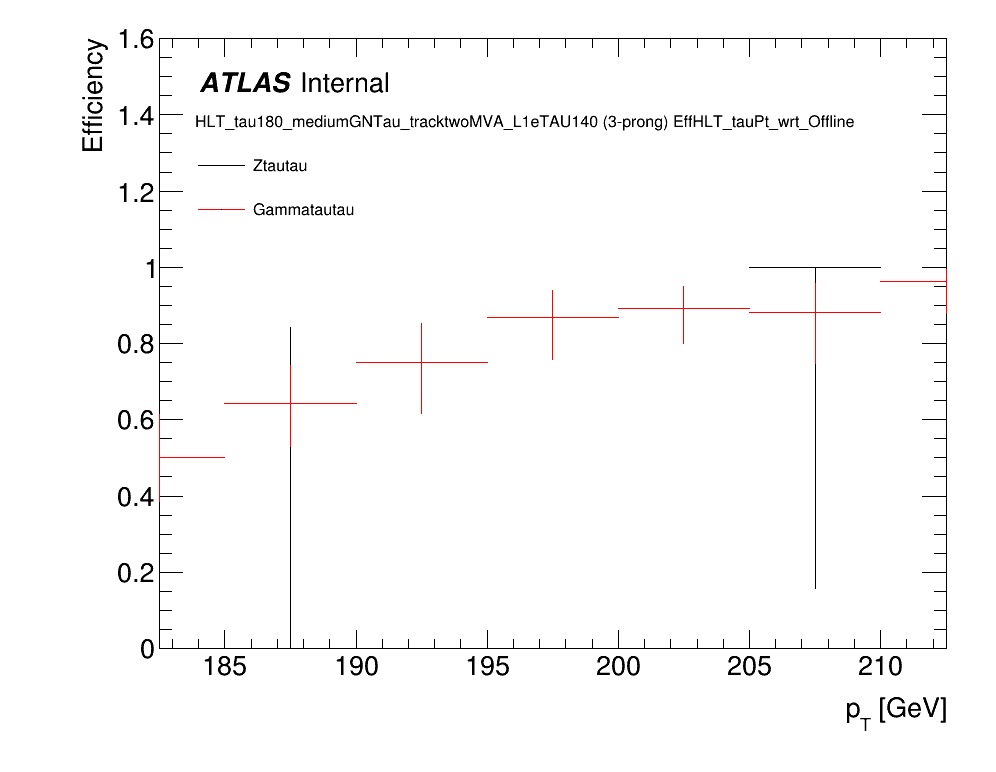 1.6
Efficiency
ATLAS Internal
1.4
HLT_tau180_mediumGNTau_tracktwoMVA_L1eTAU140 (3-prong) EffHLT_tauPt_wrt_Offline
Ztautau
1.2
Gammatautau
1
0.8
0.6
0.4
0.2
0
185 190 195 200 205 210
p_T [GeV]